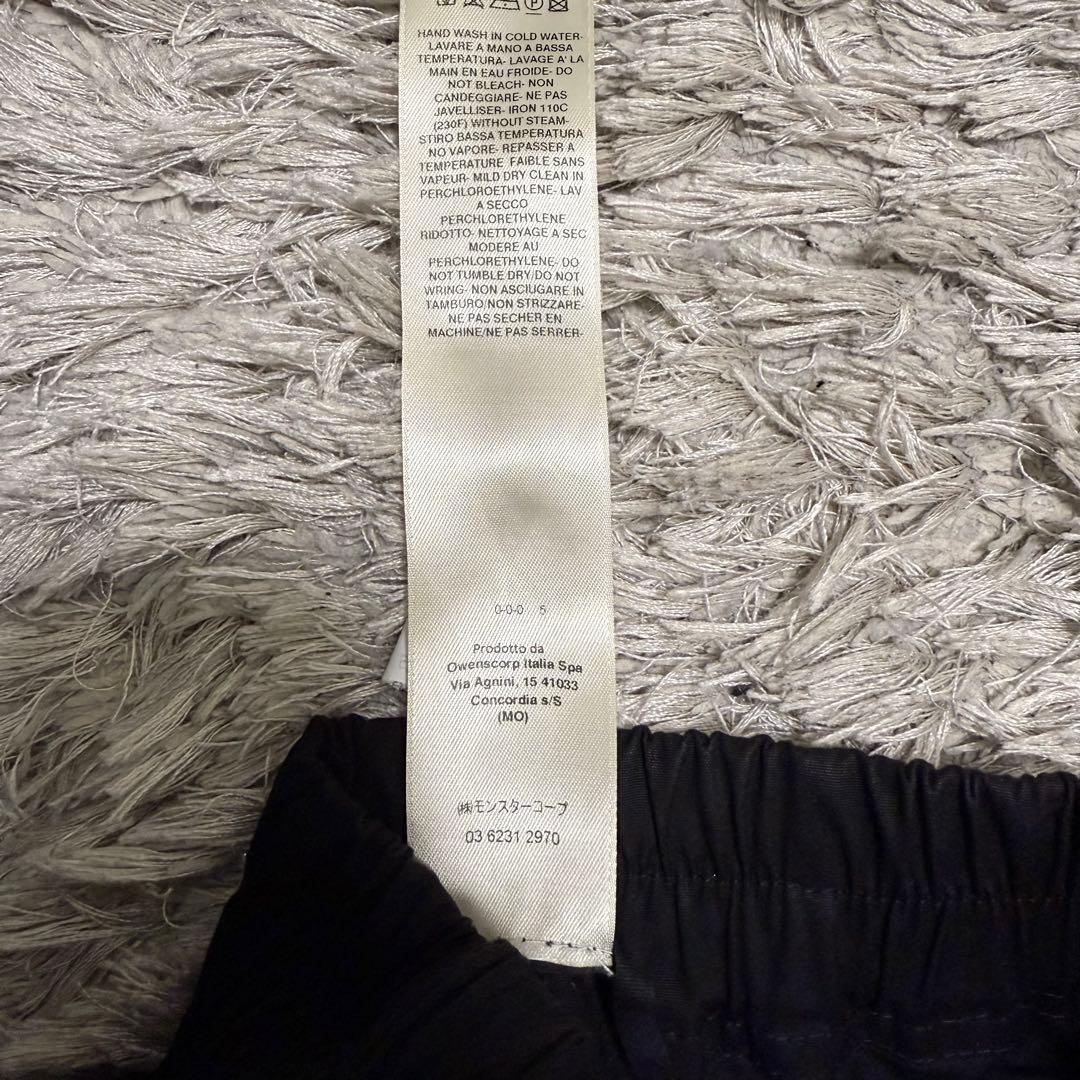 HAND WASH IN COLD WATER-
LAVARE A MANO A BASSA
TEMPERATURA- LAVAGE A' LA
MAIN EN EAU FROIDE- DO
NOT BLEACH- NON
CANDEGGIARE- NE PAS
JAVELLISER- IRON 110C
(230F) WITHOUT STEAM-
STIRO BASSA TEMPERATURA
NO VAPORE- REPASSER A
TEMPERATURE FAIBLE SANS
VAPEUR- MILD DRY CLEAN IN
PERCHLOROETHYLENE- LAV
A SECCO
PERCHLORETHYLENE
RIDOTTO- NETTOYAGE A SEC
MODERE AU
PERCHLORETHYLENE- DO
NOT TUMBLE DRY/DO NOT
WRING- NON ASCIUGARE IN
TAMBURO/NON STRIZZARE-
NE PAS SECHER EN
MACHINE/NE PAS SERRER-
0-0-0 5
Prodotto da
Owenscorp Italia Spa
Via Agnini, 15 41033
Concordia s/S
(MO)
㈱モンスターコープ
03 6231 2970